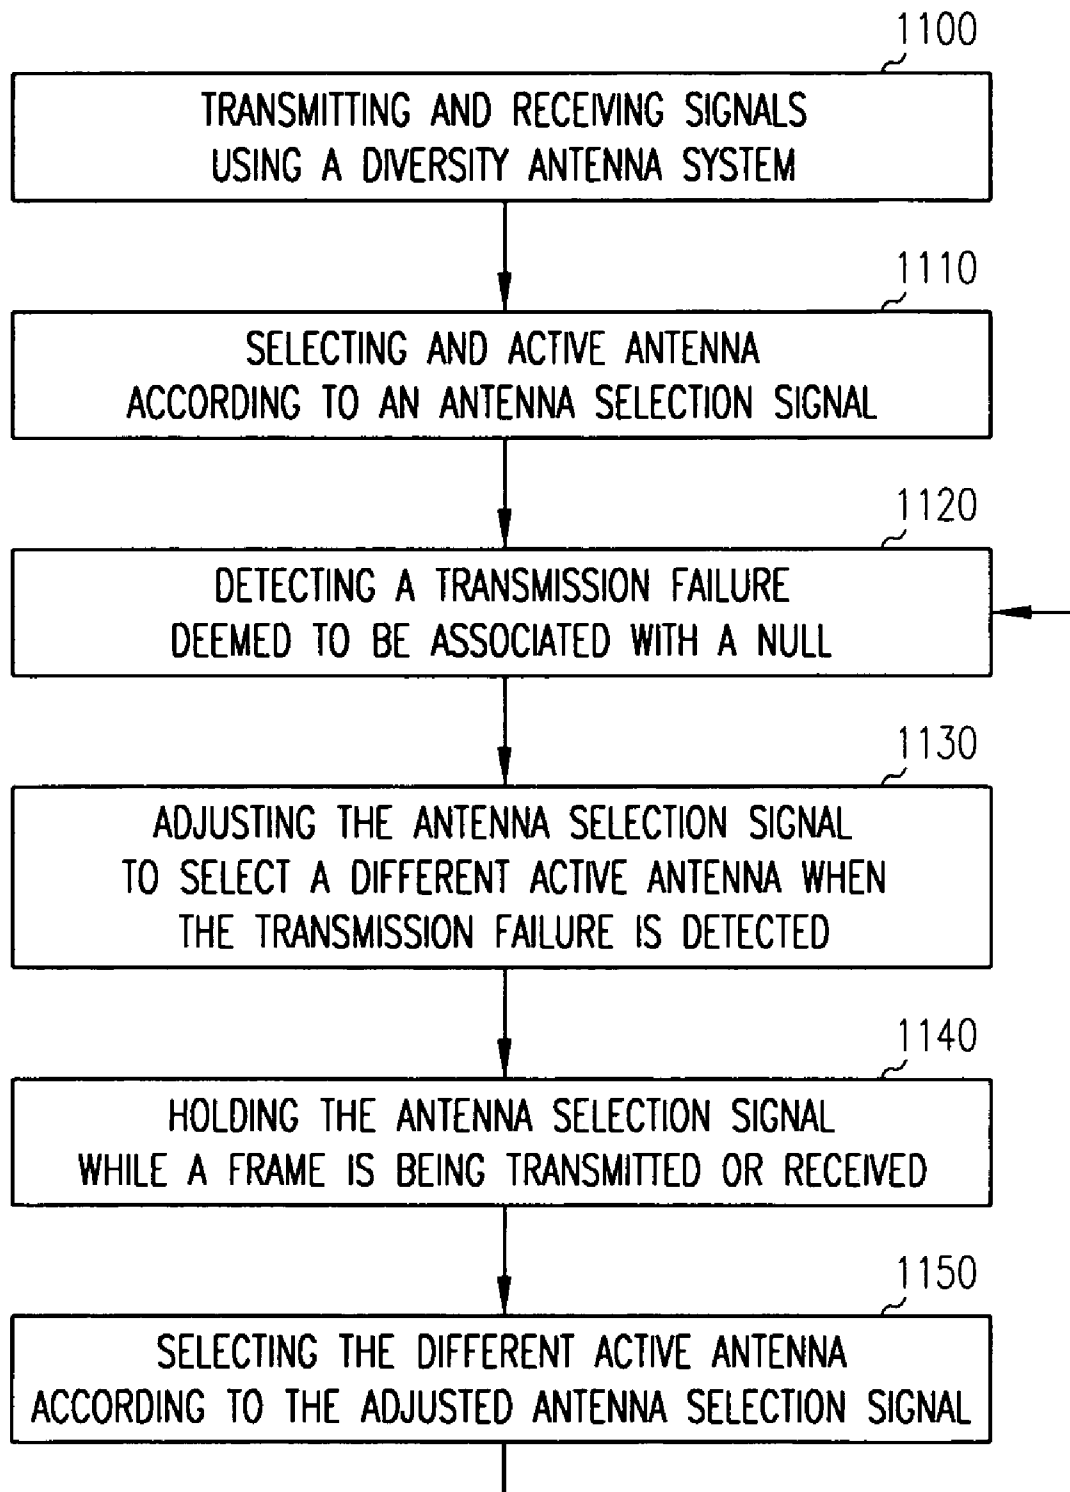 1100
TRANSMITTING AND RECEIVING SIGNALS
USING A DIVERSITY ANTENNA SYSTEM
1110
SELECTING AND ACTIVE ANTENNA
ACCORDING TO AN ANTENNA SELECTION SIGNAL
1120
DETECTING A TRANSMISSION FAILURE
DEEMED TO BE ASSOCIATED WITH A NULL
1130
ADJUSTING THE ANTENNA SELECTION SIGNAL
TO SELECT A DIFFERENT ACTIVE ANTENNA WHEN
THE TRANSMISSION FAILURE IS DETECTED
1140
HOLDING THE ANTENNA SELECTION SIGNAL
WHILE A FRAME IS BEING TRANSMITTED OR RECEIVED
1150
SELECTING THE DIFFERENT ACTIVE ANTENNA
ACCORDING TO THE ADJUSTED ANTENNA SELECTION SIGNAL